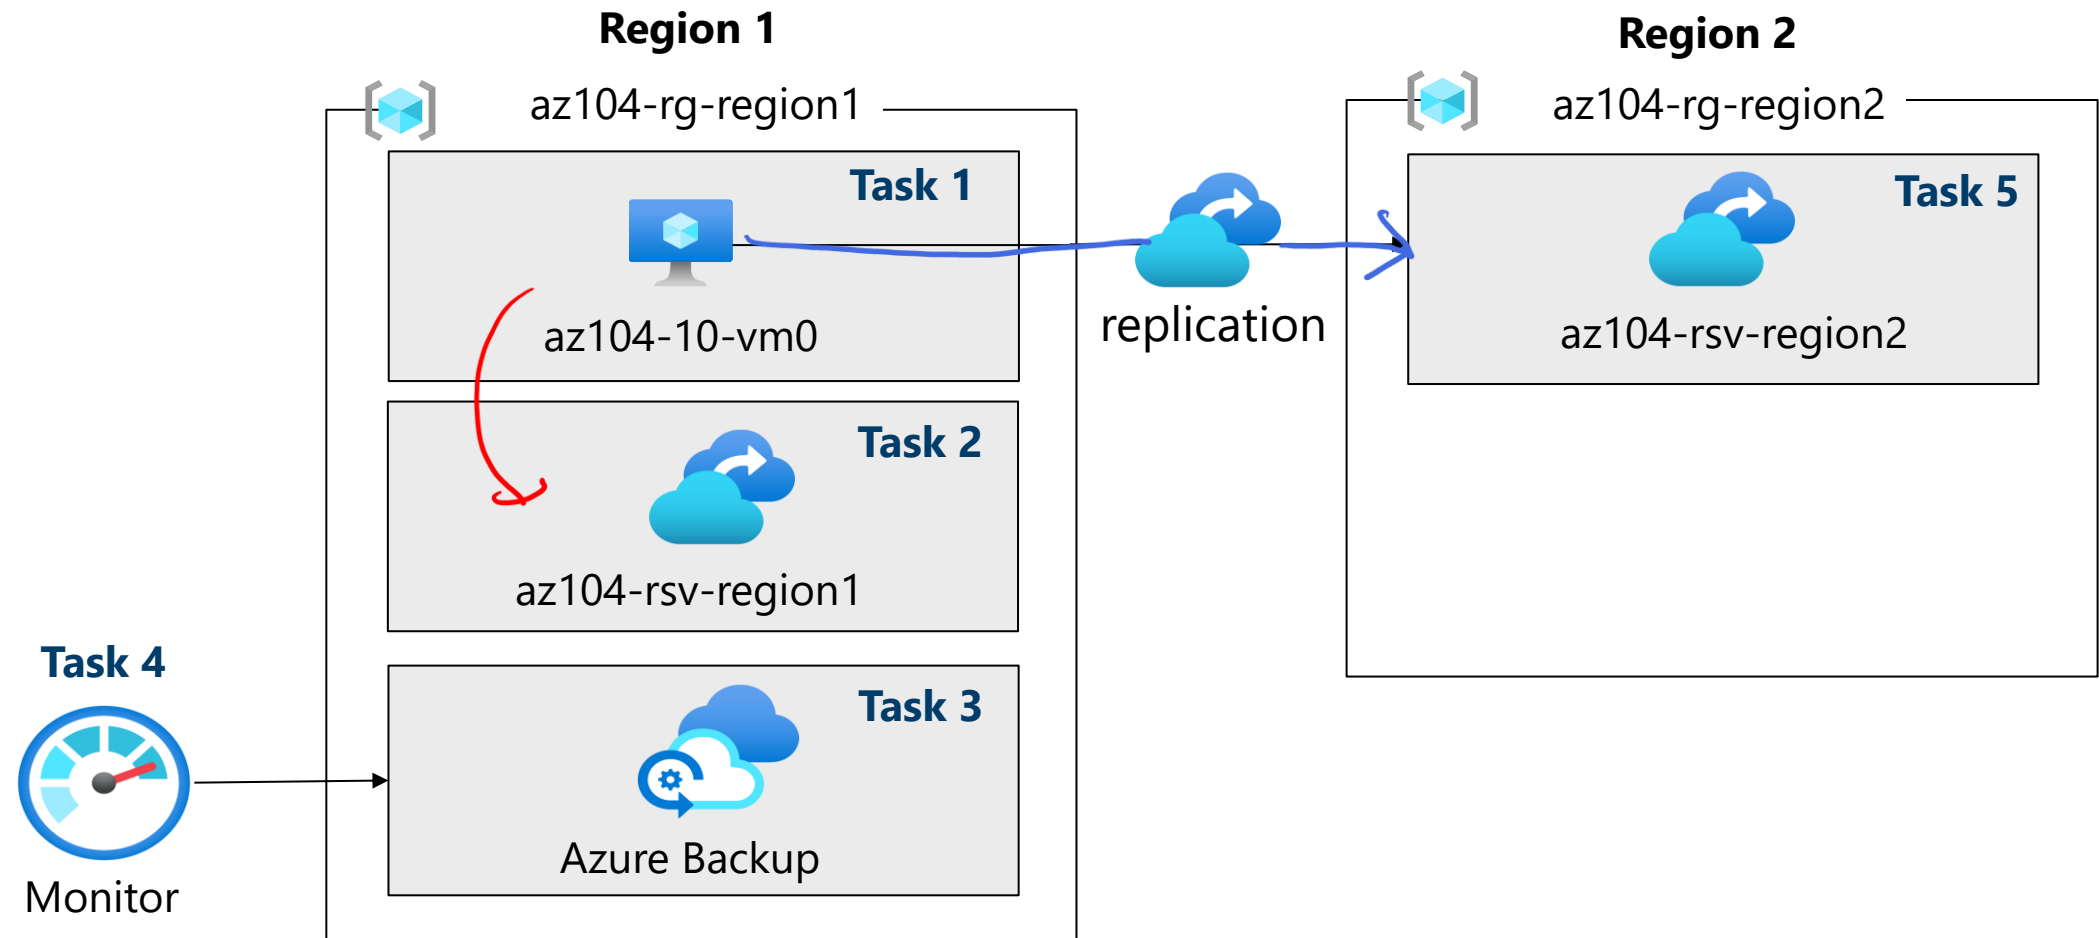 Region 1
Region 2
az104-rg-region1
az104-rg-region2
Task 1
az104-10-vm0
replication
Task 5
az104-rsv-region2
Task 2
az104-rsv-region1
Task 4
Monitor
Task 3
Azure Backup